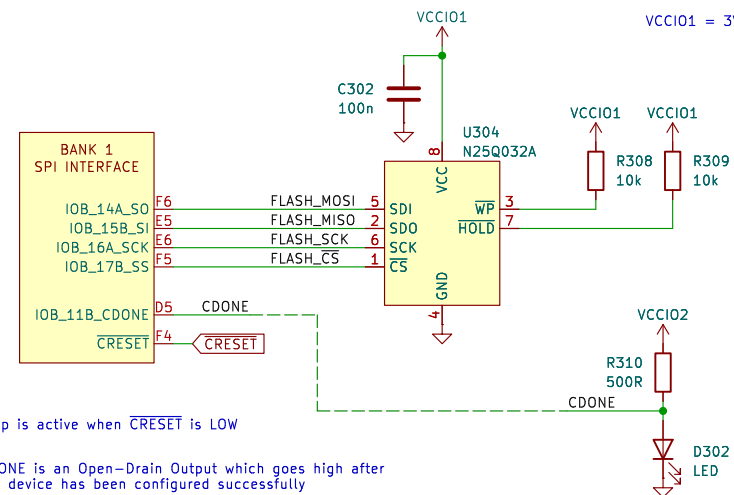 VCCIO1
VCCIO1 = 3V
C302
100n
U304
N25Q032A
8
VCC
VCCIO1
VCCIO1
R308
10k
R309
10k
BANK 1
SPI INTERFACE
IOB_14A_SO F6 FLASH_MOSI 5 SDI
WP 3
IOB_15B_SI E5 FLASH_MISO 2 SDO
HOLD 7
IOB_16A_SCK E6 FLASH_SCK 6 SCK
IOB_17B_SS F5 FLASH_CS 1 CS
GND
4
IOB_11B_CDONE D5 CDONE
CRESET F4 CRESET
VCCIO2
R310
500R
CDONE
p is active when CRESET is LOW
D302
LED
ONE is an Open-Drain Output which goes high after
device has been configured successfully